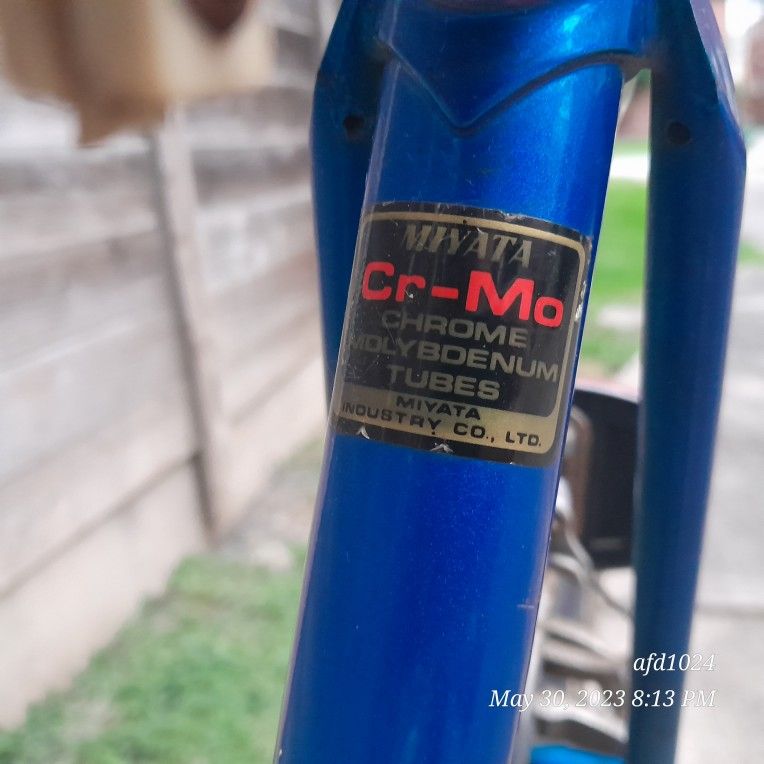 MIYATA
Cr-Mo
CHROME
MOLYBDENUM
TUBES
MIYATA
INDUSTRY CO., LTD.
afd1024
May 30, 2023 8:13 PM